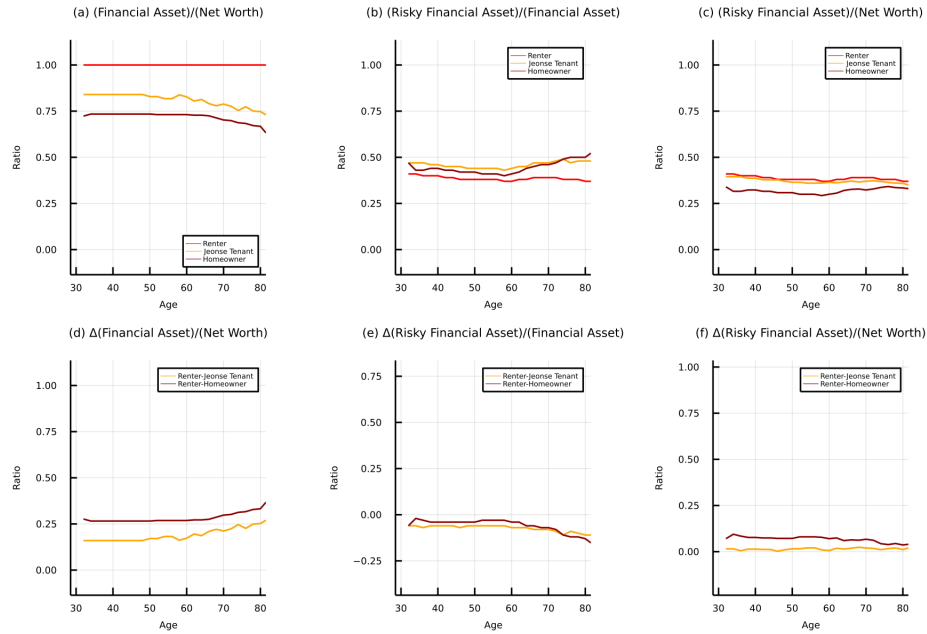 (a) (Financial Asset)/(Net Worth)
1.00
0.75
0.50
0.25
0.00
Ratio
Renter
Jeonse Tenant
Homeowner
30 40 50 60 70 80
Age
(b) (Risky Financial Asset)/(Financial Asset)
Renter
Jeonse Tenant
Homeowner
1.00
0.75
0.50
0.25
0.00
Ratio
30 40 50 60 70 80
Age
(c) (Risky Financial Asset)/(Net Worth)
Renter
Jeonse Tenant
Homeowner
1.00
0.75
0.50
0.25
0.00
Ratio
30 40 50 60 70 80
Age
(d) Δ(Financial Asset)/(Net Worth)
Renter-Jeonse Tenant
Renter-Homeowner
1.00
0.75
0.50
0.25
0.00
Ratio
30 40 50 60 70 80
Age
(e) Δ(Risky Financial Asset)/(Financial Asset)
Renter-Jeonse Tenant
Renter-Homeowner
0.75
0.50
0.25
0.00
−0.25
Ratio
30 40 50 60 70 80
Age
(f) Δ(Risky Financial Asset)/(Net Worth)
Renter-Jeonse Tenant
Renter-Homeowner
1.00
0.75
0.50
0.25
0.00
Ratio
30 40 50 60 70 80
Age